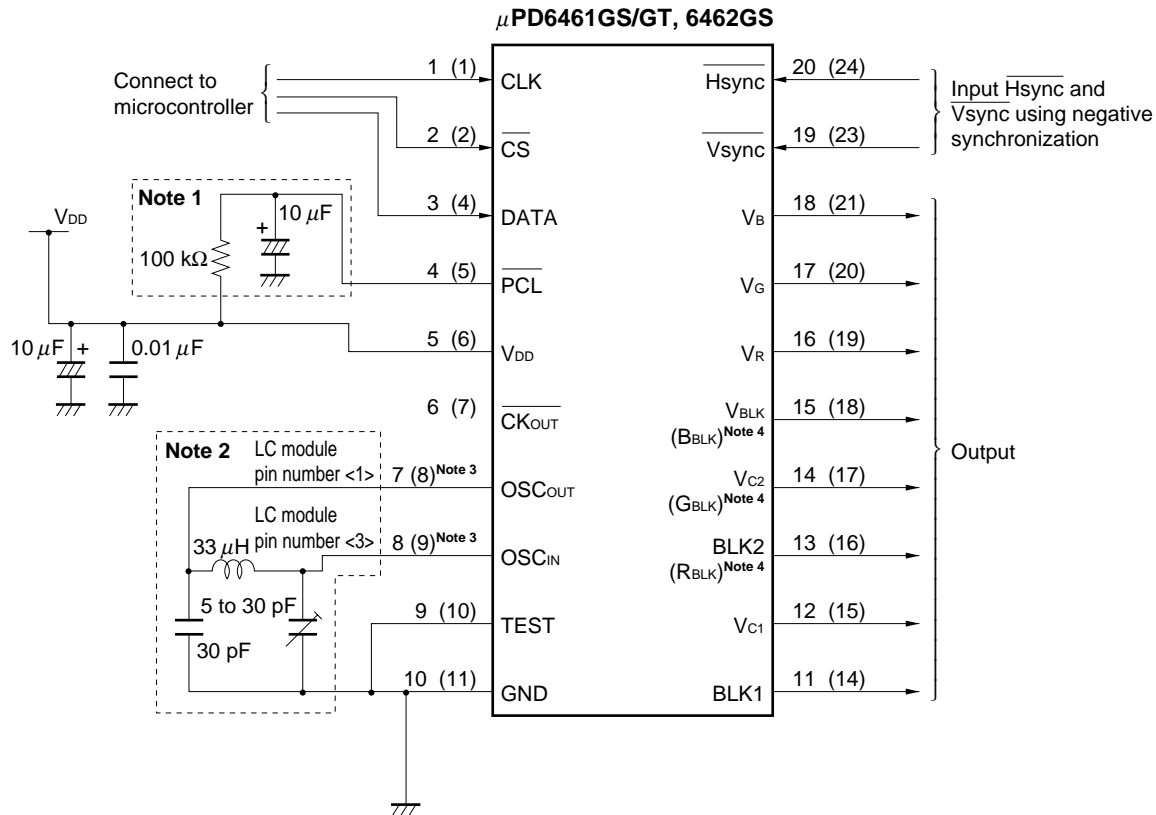 μPD6461GS/GT, 6462GS
Connect to
microcontroller
1 (1)
CLK
2 (2)
CS
3 (4)
DATA
4 (5)
PCL
5 (6)
VDD
6 (7)
CKOUT
7 (8)Note 3
OSCOUT
8 (9)Note 3
OSCIN
9 (10)
TEST
10 (11)
GND
Hsync
20 (24)
Vsync
19 (23)
VB
18 (21)
VG
17 (20)
VR
16 (19)
VBLK
(BBLK)Note 4
15 (18)
VC2
(GBLK)Note 4
14 (17)
BLK2
(RBLK)Note 4
13 (16)
VC1
12 (15)
BLK1
11 (14)
Input Hsync and
Vsync using negative
synchronization
Output
Note 1
10 μF
+
100 kΩ
VDD
10 μF
+
0.01 μF
Note 2
LC module
pin number <1>
LC module
pin number <3>
33 μH
5 to 30 pF
30 pF